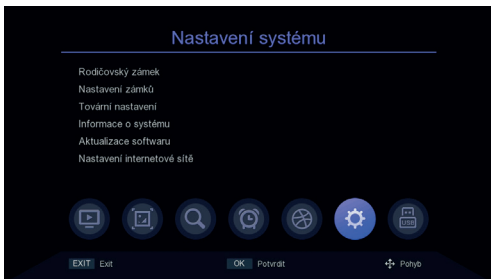 Nastavení systému
Rodičovský zámek
Nastavení zámků
Tovární nastavení
Informace o systému
Aktualizace softwaru
Nastavení internetové sítě
USB
EXIT Exit OK Potvrdit Pohyb